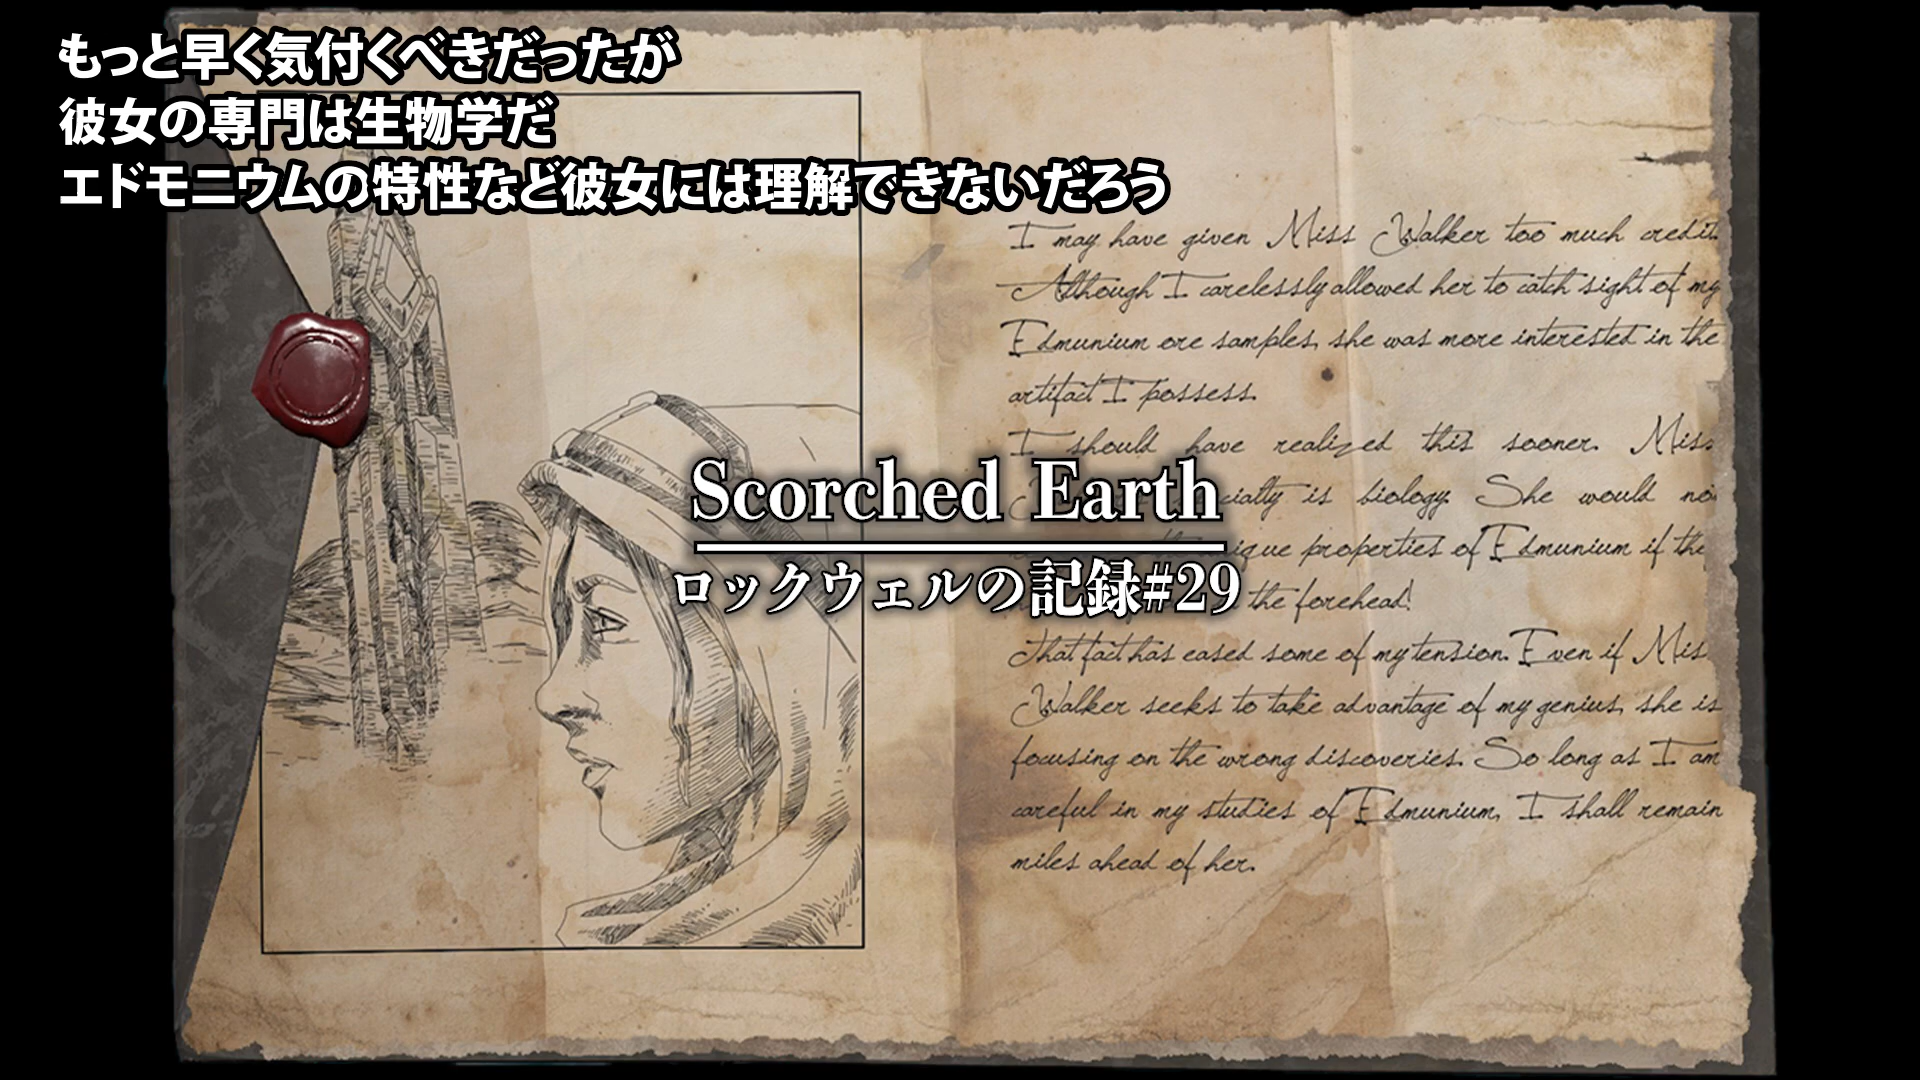 もっと早く気付くべきだったが
彼女の専門は生物学だ
エドモニウムの特性など彼女には理解できないだろう
Scorched Earth
ロックウェルの記録#29
I may have given Miss Walker too much credit.
Although I carelessly allowed her to catch sight of my
Edmunium ore samples, she was more interested in the
artifact I possess.
I should have realized this sooner. Miss
is biology. She would no
properties of Edmunium if the
the forehead!
That fact has eased some of my tension. Even if Mis
Walker seeks to take advantage of my genius, she is
focusing on the wrong discoveries. So long as I am
careful in my studies of Edmunium, I shall remain
miles ahead of her.